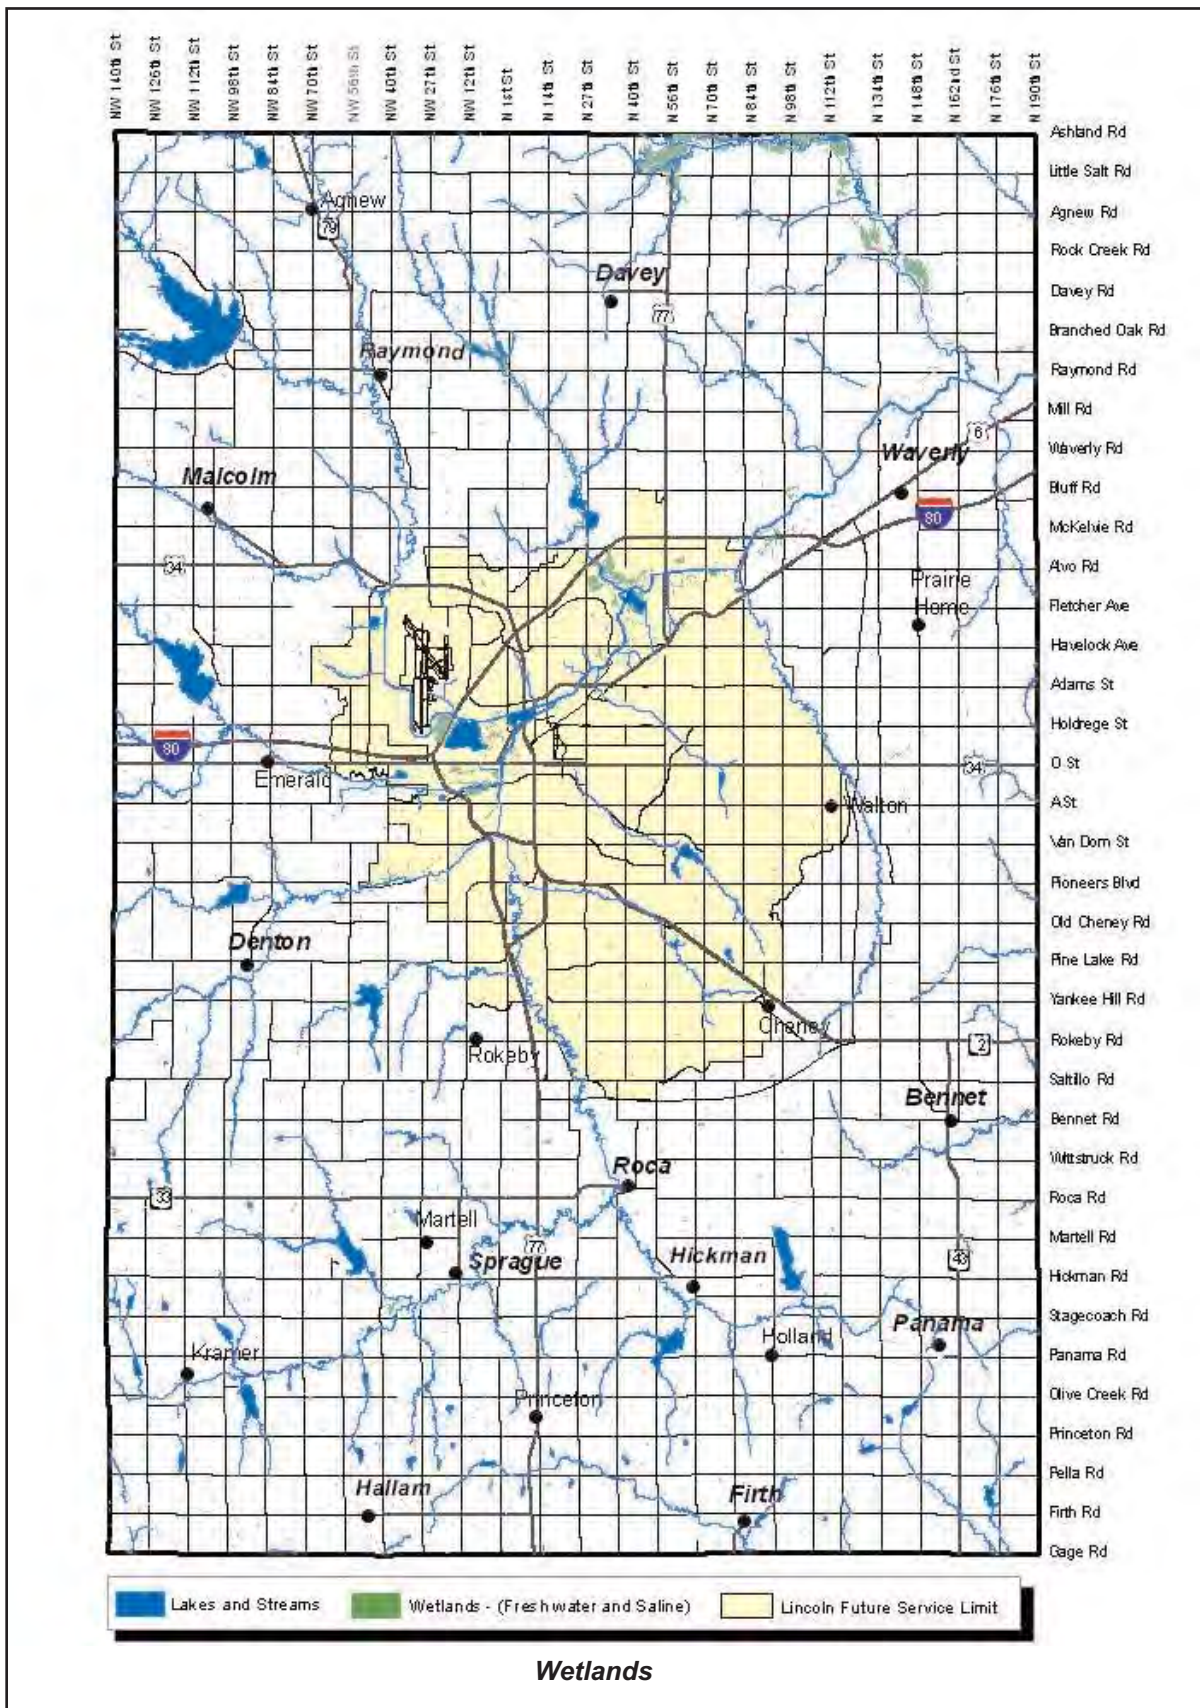 NW 140th St
NW 126th St
NW 112th St
NW 98th St
NW 84th St
NW 70th St
NW 56th St
NW 40th St
NW 27th St
NW 12th St
N 1st St
N 14th St
N 27th St
N 40th St
N 56th St
N 70th St
N 84th St
N 98th St
N 112th St
N 134th St
N 148th St
N 162nd St
N 176th St
N 190th St
Ashland Rd
Little Salt Rd
Agnew Rd
Rock Creek Rd
Davey Rd
Branched Oak Rd
Raymond Rd
Mill Rd
Waverly Rd
Bluff Rd
McKelvie Rd
Alvo Rd
Fletcher Ave
Havelock Ave
Adams St
Holdrege St
O St
A St
Van Dorn St
Pioneers Blvd
Old Cheney Rd
Pine Lake Rd
Yankee Hill Rd
Rokeby Rd
Saltillo Rd
Bennet Rd
Wittstruck Rd
Roca Rd
Martell Rd
Hickman Rd
Stagecoach Rd
Panama Rd
Olive Creek Rd
Princeton Rd
Pella Rd
Firth Rd
Gage Rd
Agnew
79
Davey
77
Raymond
6
Waverly
Malcolm
80
34
Prairie
Home
80
Emerald
34
Walton
Denton
Cheney
Rokeby
2
Bennet
Roca
33
Martell
77
Sprague
Hickman
43
Panama
Holland
Kramer
Princeton
Hallam
Firth
Lakes and Streams
Wetlands - (Freshwater and Saline)
Lincoln Future Service Limit
Wetlands